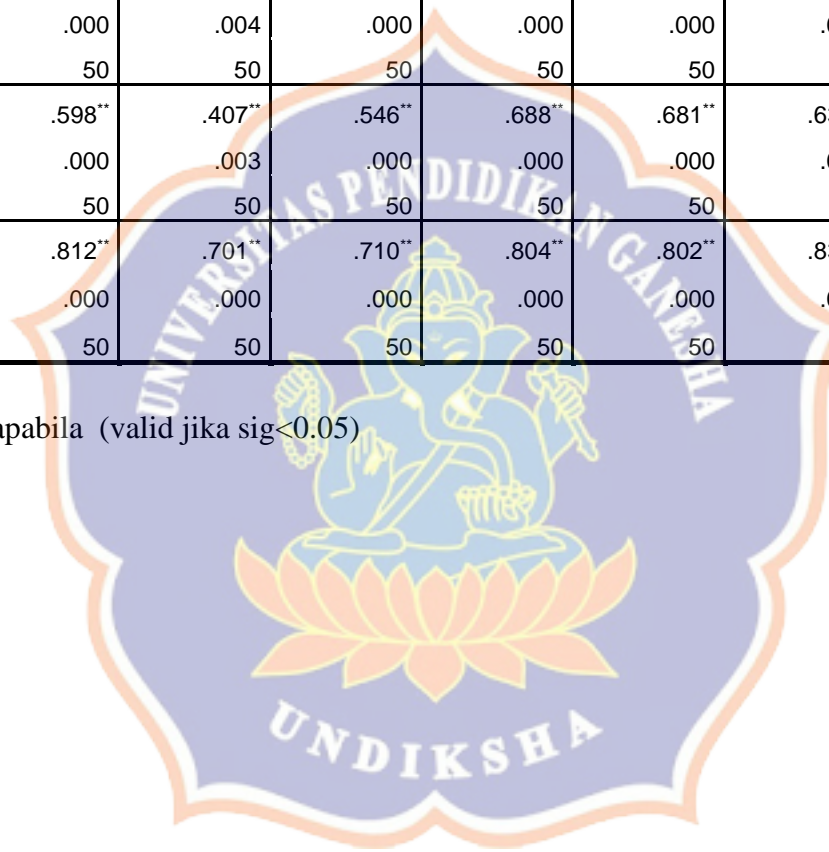 .000 .004 .000 .000 .000
50 50 50 50 50
.598** .407** .546** .688** .681**
.000 .003 .000 .000 .000
50 50 50 50 50
.812** .701** .710** .804** .802**
.000 .000 .000 .000 .000
50 50 50 50 50
(valid jika sig<0.05)
UNIVERSITAS PENDIDIKAN GANESHA
UNDIKSHA